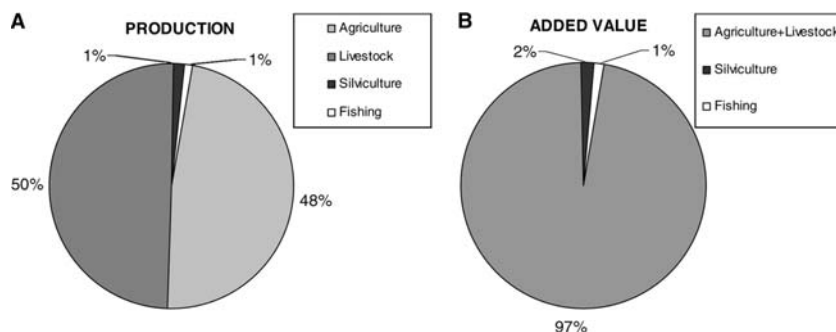 A
PRODUCTION
1%
1%
50%
48%
Agriculture
Livestock
Silviculture
Fishing
B
ADDED VALUE
2%
1%
97%
Agriculture+Livestock
Silviculture
Fishing